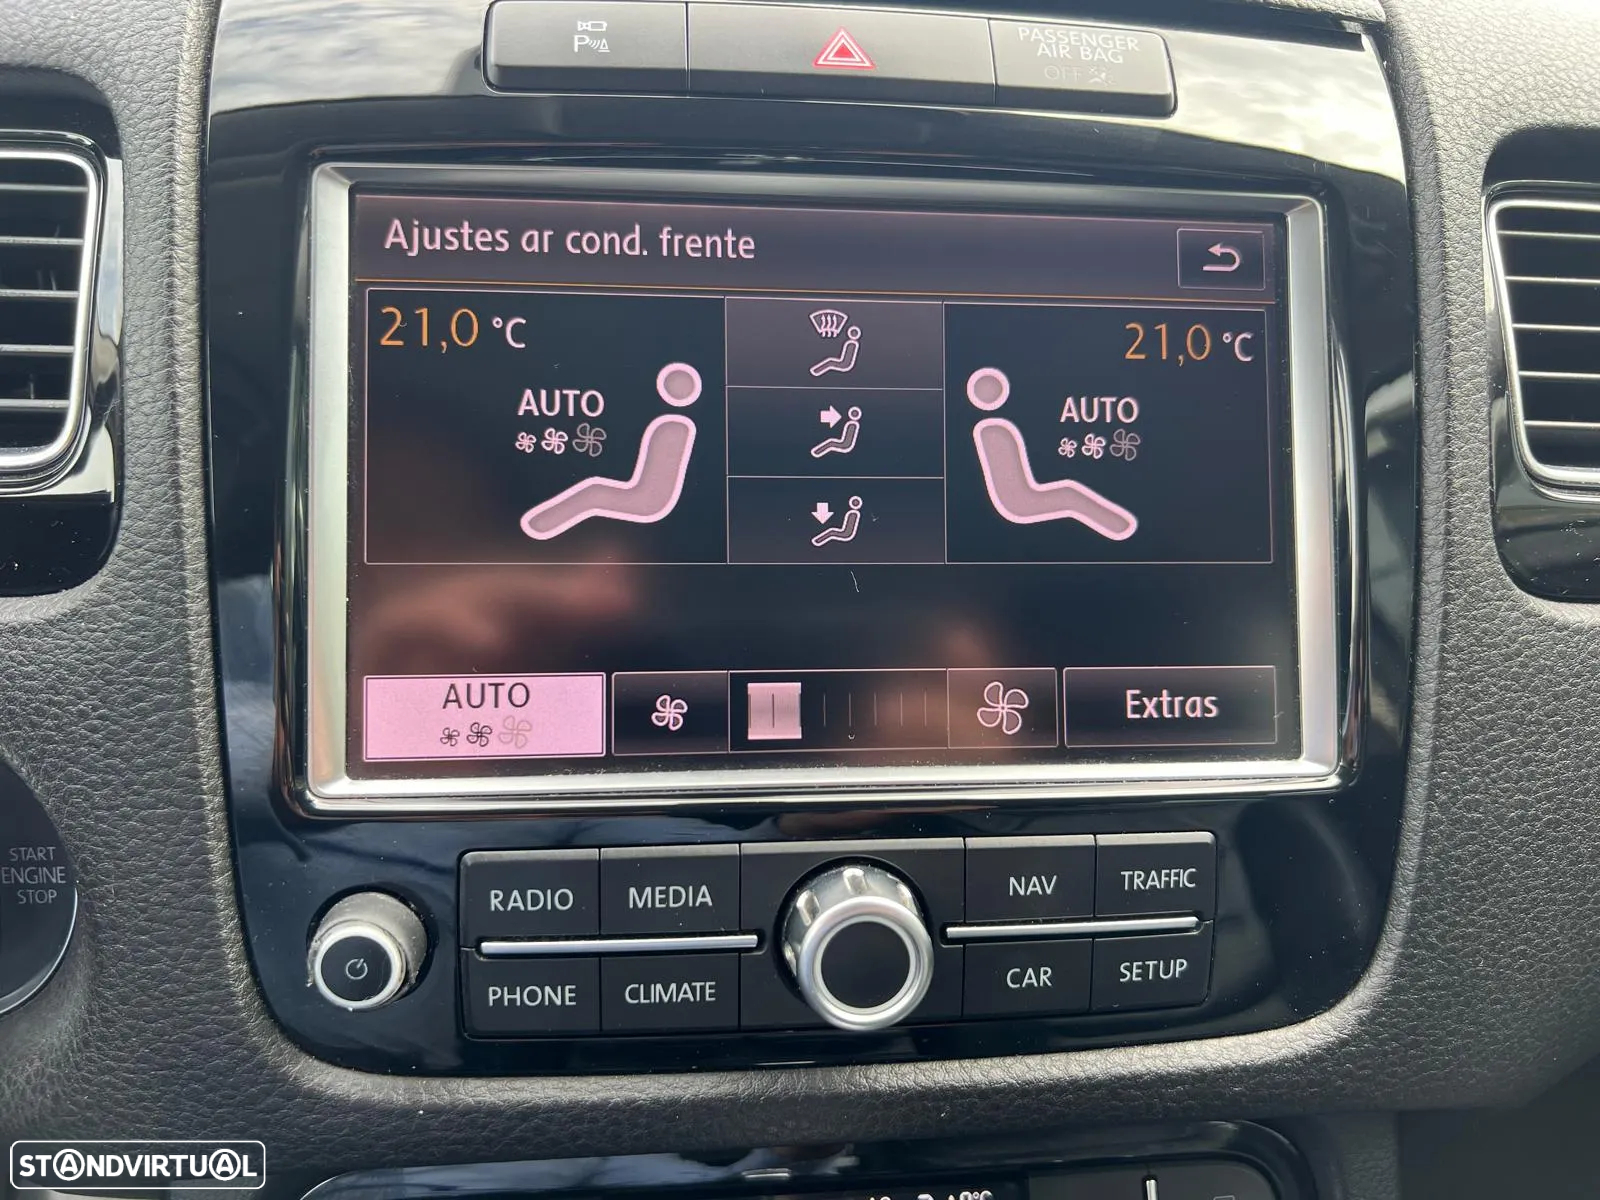 P
PASSENGER
AIR BAG
OFF
Ajustes ar cond. frente
21,0 °C
21,0 °C
AUTO
AUTO
AUTO
Extras
START
ENGINE
STOP
RADIO
MEDIA
NAV
TRAFFIC
PHONE
CLIMATE
CAR
SETUP
STANDVIRTUAL